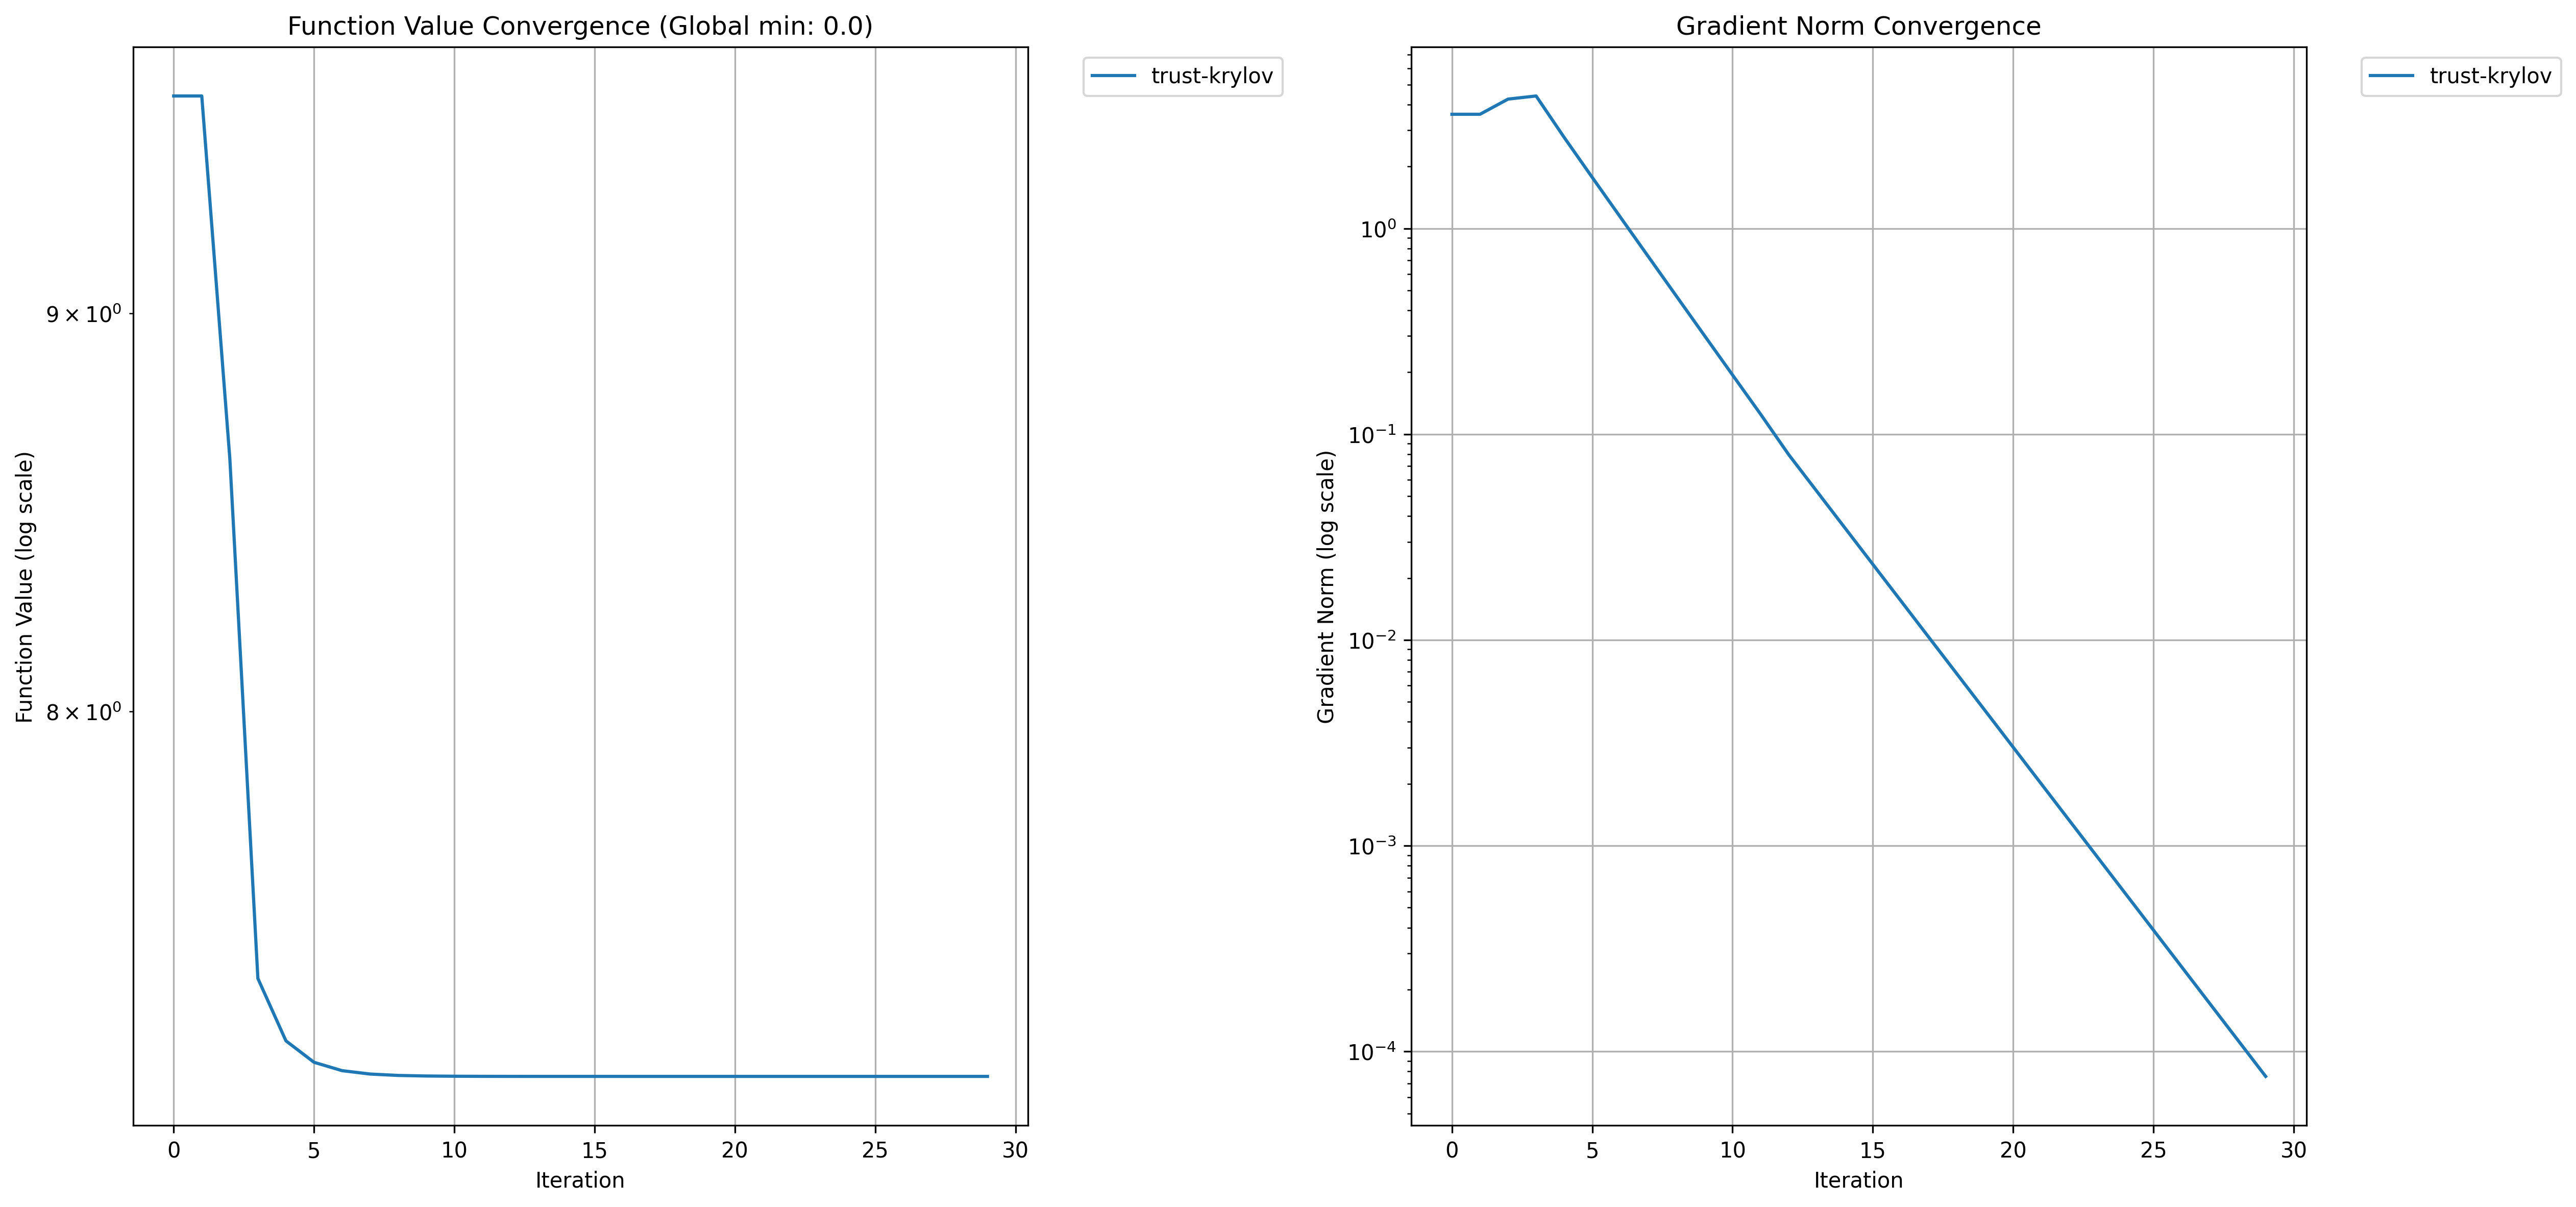 Function Value Convergence (Global min: 0.0)
trust-krylov
9 × 10⁰
8 × 10⁰
Function Value (log scale)
0 5 10 15 20 25 30
Iteration
Gradient Norm Convergence
trust-krylov
10⁰
10⁻¹
10⁻²
10⁻³
10⁻⁴
Gradient Norm (log scale)
0 5 10 15 20 25 30
Iteration